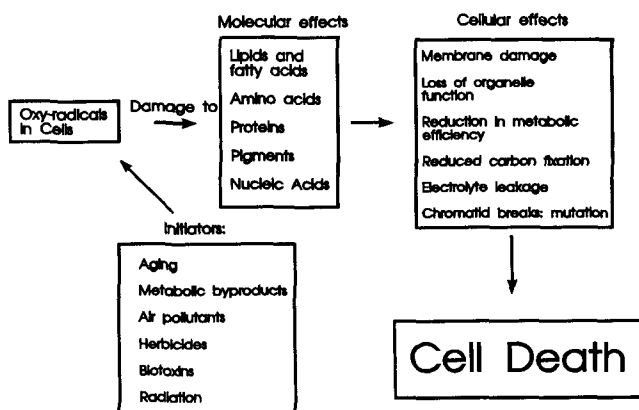 Molecular effects
Cellular effects
Oxy-radicals
in Cells
Damage to
Lipids and
fatty acids
Amino acids
Proteins
Pigments
Nucleic Acids
Membrane damage
Loss of organelle
function
Reduction in metabolic
efficiency
Reduced carbon fixation
Electrolyte leakage
Chromatid breaks: mutation
Initiators:
Aging
Metabolic byproducts
Air pollutants
Herbicides
Biotoxins
Radiation
Cell Death